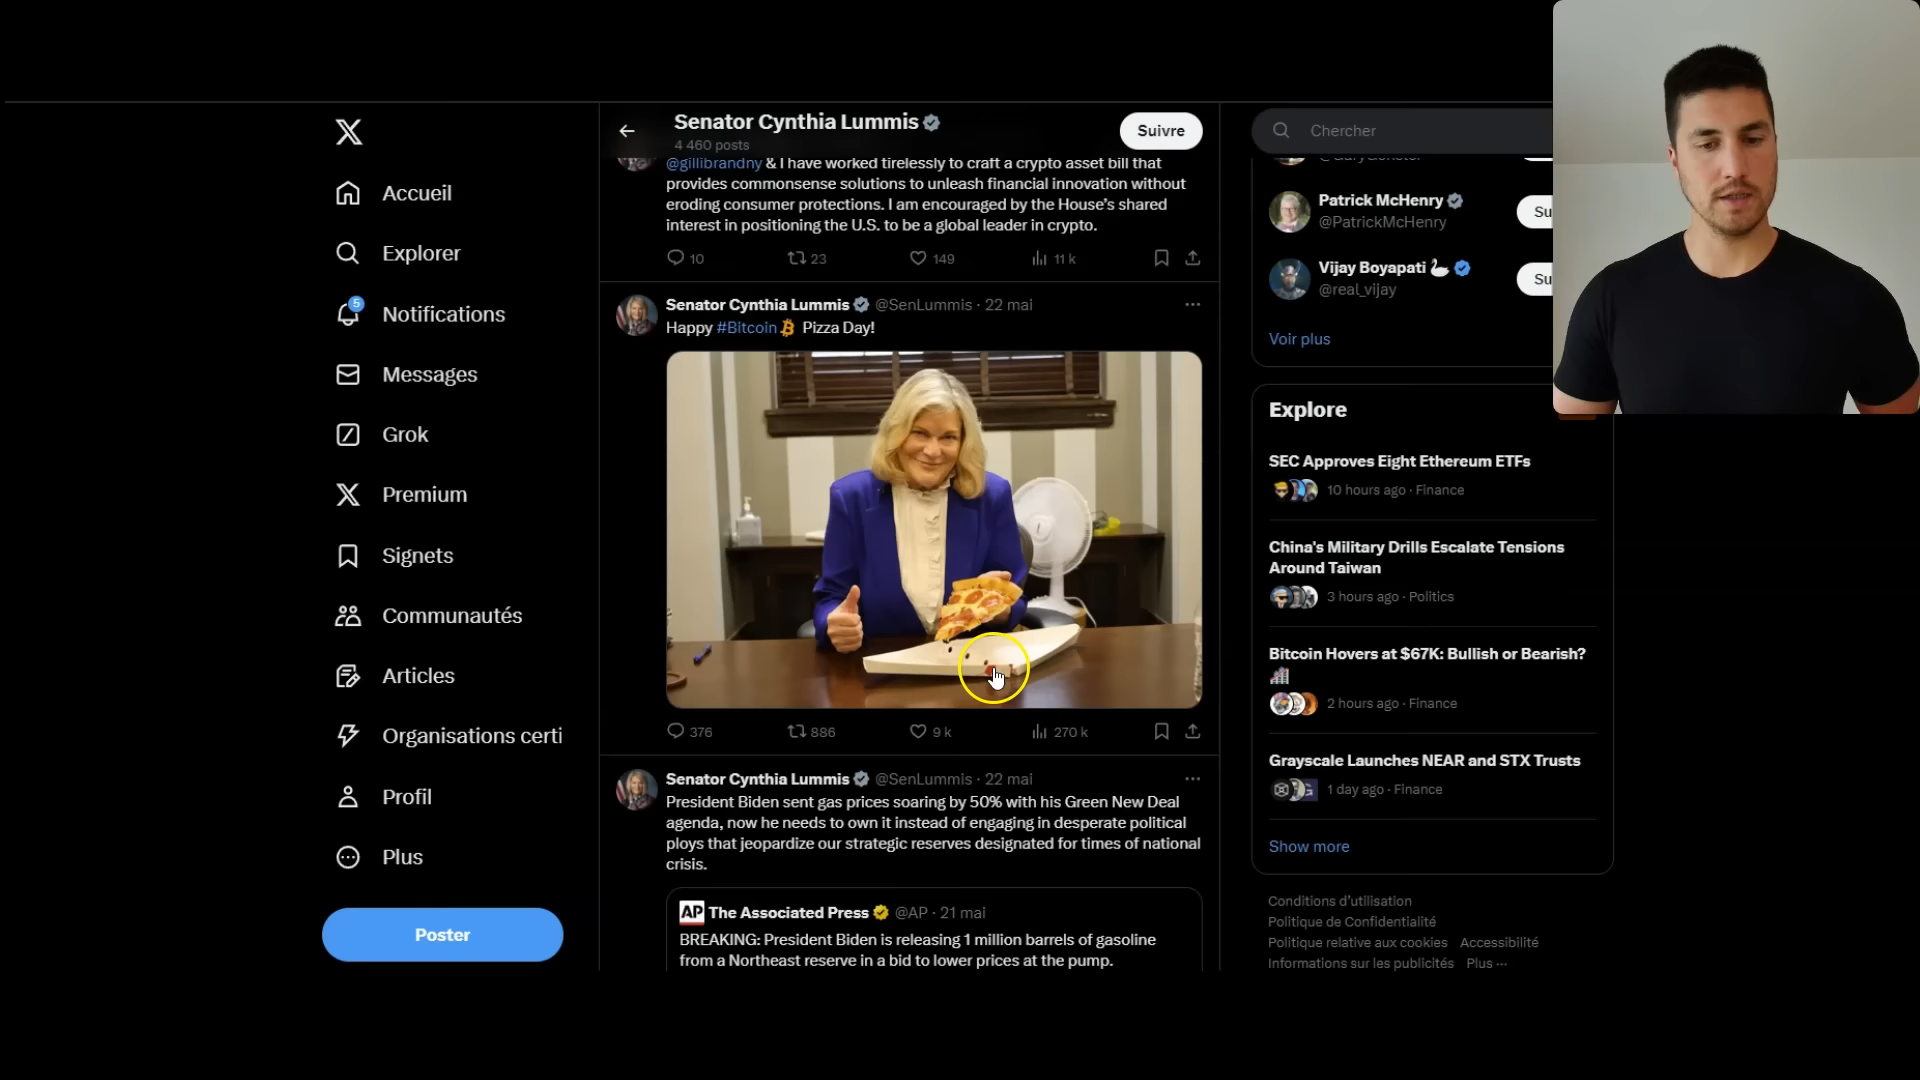 Senator Cynthia Lummis
4 460 posts
Suivre
Chercher
Accueil
Explorer
5
Notifications
Messages
Grok
Premium
Signets
Communautés
Articles
Organisations certi
Profil
Plus
Poster
@gillibrandny & I have worked tirelessly to craft a crypto asset bill that
provides commonsense solutions to unleash financial innovation without
eroding consumer protections. I am encouraged by the House's shared
interest in positioning the U.S. to be a global leader in crypto.
10 23 149 11 k
Senator Cynthia Lummis @SenLummis · 22 mai
Happy #Bitcoin Pizza Day!
376 886 9 k 270 k
Senator Cynthia Lummis @SenLummis · 22 mai
President Biden sent gas prices soaring by 50% with his Green New Deal
agenda, now he needs to own it instead of engaging in desperate political
ploys that jeopardize our strategic reserves designated for times of national
crisis.
AP The Associated Press @AP · 21 mai
BREAKING: President Biden is releasing 1 million barrels of gasoline
from a Northeast reserve in a bid to lower prices at the pump.
Patrick McHenry
@PatrickMcHenry
Su
Vijay Boyapati
@real_vijay
Su
Voir plus
Explore
SEC Approves Eight Ethereum ETFs
10 hours ago · Finance
China's Military Drills Escalate Tensions
Around Taiwan
3 hours ago · Politics
Bitcoin Hovers at $67K: Bullish or Bearish?
2 hours ago · Finance
Grayscale Launches NEAR and STX Trusts
1 day ago · Finance
Show more
Conditions d'utilisation
Politique de Confidentialité
Politique relative aux cookies Accessibilité
Informations sur les publicités Plus ···